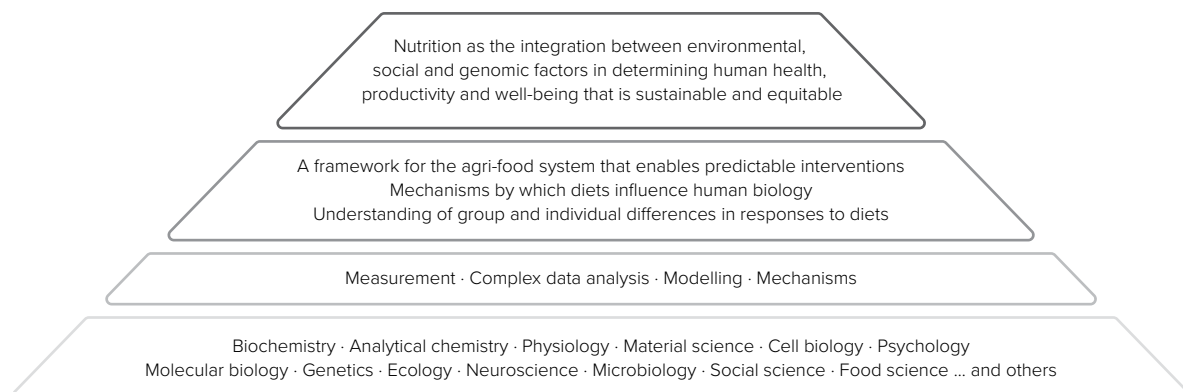 Nutrition as the integration between environmental,
social and genomic factors in determining human health,
productivity and well-being that is sustainable and equitable
A framework for the agri-food system that enables predictable interventions
Mechanisms by which diets influence human biology
Understanding of group and individual differences in responses to diets
Measurement · Complex data analysis · Modelling · Mechanisms
Biochemistry · Analytical chemistry · Physiology · Material science · Cell biology · Psychology
Molecular biology · Genetics · Ecology · Neuroscience · Microbiology · Social science · Food science ... and others